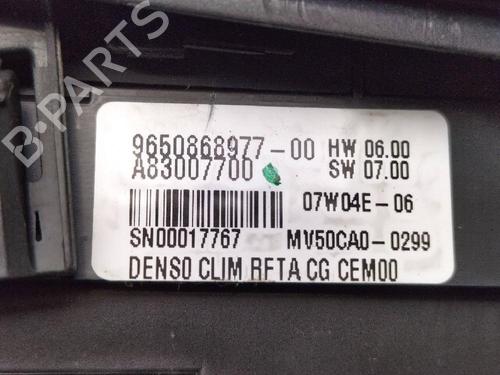 B-PARTS
9650868977-00 HW 06.00
A83007700 SW 07.00
07W04E-06
SN00017767 MV50CA0-0299
DENSO CLIM RFTA CG CEM00